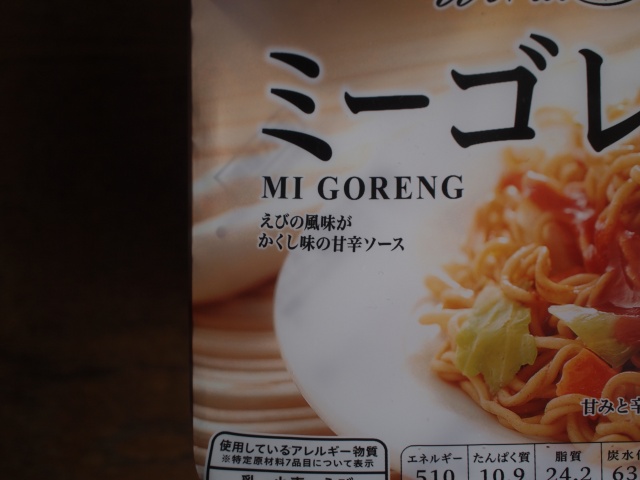 ミーゴレ
MI GORENG
えびの風味が
かくし味の甘辛ソース
甘みと辛
使用しているアレルギー物質
※特定原材料7品目について表示
エネルギー たんぱく質 脂質 炭水化
510 10.9 24.2 63